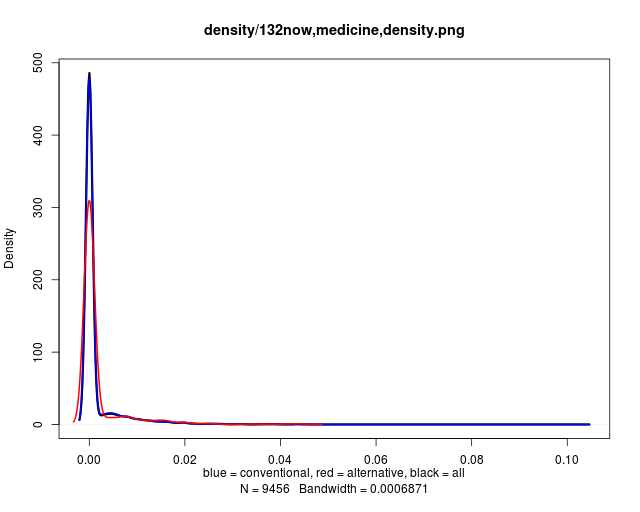 density/132now,medicine,density.png
500
400
300
200
100
0
Density
0.00 0.02 0.04 0.06 0.08 0.10
blue = conventional, red = alternative, black = all
N = 9456 Bandwidth = 0.0006871